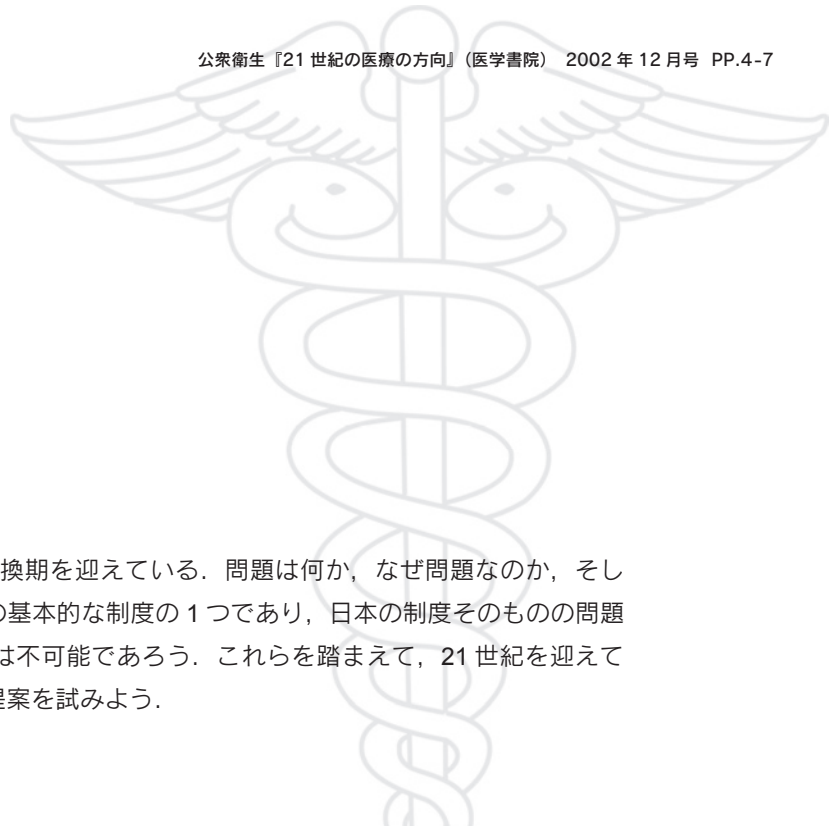 公衆衛生『21 世紀の医療の方向』（医学書院） 2002 年 12 月号 PP.4-7
換期を迎えている．問題は何か，なぜ問題なのか，そし
の基本的な制度の 1 つであり，日本の制度そのものの問題
は不可能であろう．これらを踏まえて，21 世紀を迎えて
提案を試みよう．